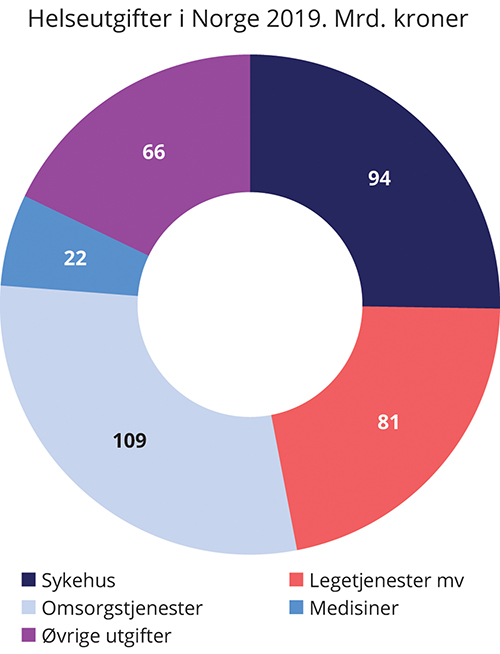 Helseutgifter i Norge 2019. Mrd. kroner
66
94
22
81
109
Sykehus
Legetjenester mv
Omsorgstjenester
Medisiner
Øvrige utgifter